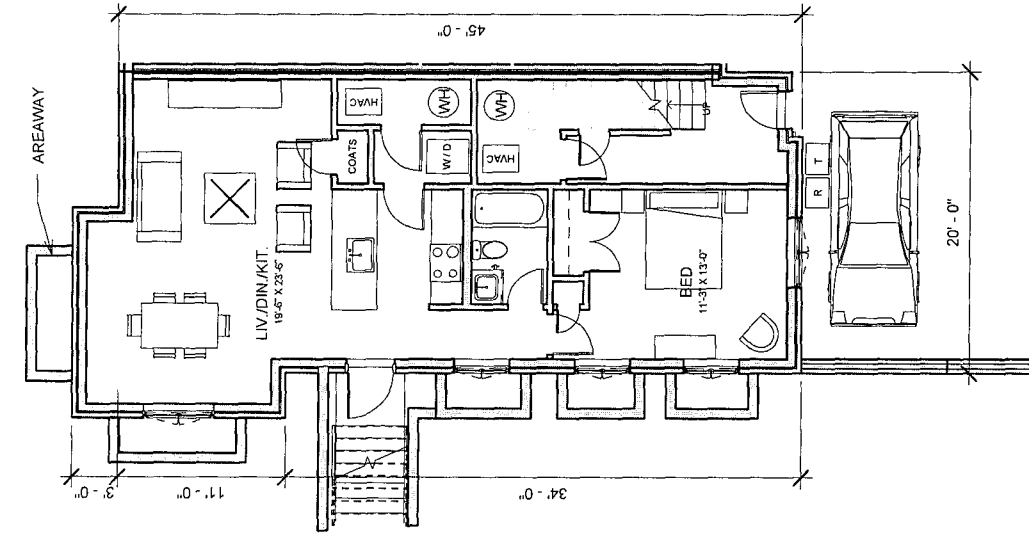 45' - 0"
AREAWAY
HVAC
WH
WH
UP
COATS
W/D
HVAC
T
R
20' - 0"
LIV./DIN./KIT.
19'-6" X 23'-6"
BED
11'-3" X 13'-0"
3' - 0"
11' - 0"
34' - 0"